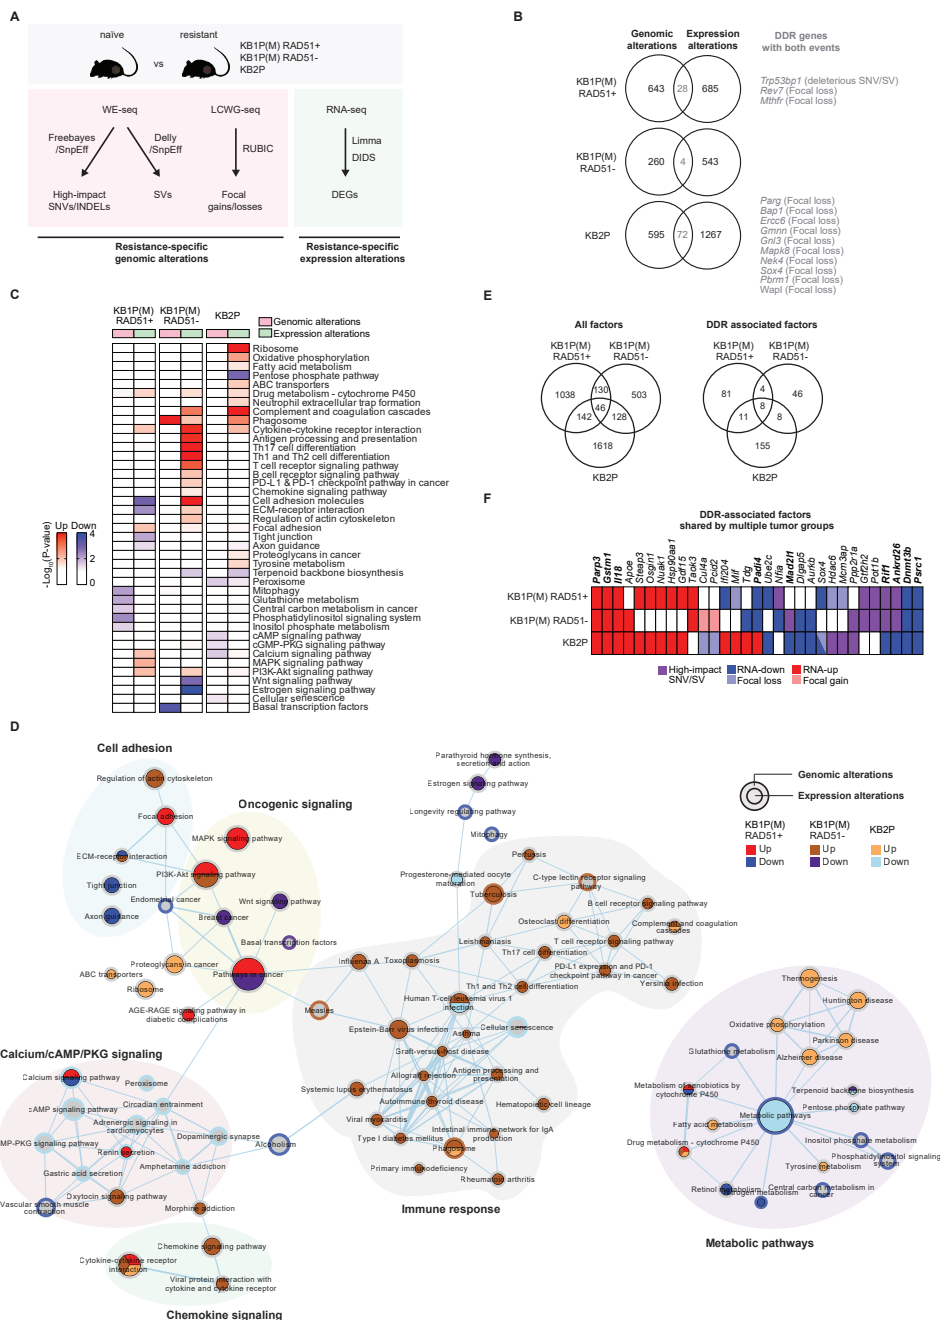 A
naïve
vs
resistant
KB1P(M) RAD51+
KB1P(M) RAD51-
KB2P
WE-seq
LCWG-seq
RNA-seq
Freebayes
/SnpEff
Delly
/SnpEff
RUBIC
Limma
DIDS
High-impact
SNVs/INDELs
SVs
Focal
gains/losses
DEGs
Resistance-specific
genomic alterations
Resistance-specific
expression alterations
B
Genomic
alterations
Expression
alterations
DDR genes
with both events
KB1P(M)
RAD51+
643
28
685
Trp53bp1 (deleterious SNV/SV)
Rev7 (Focal loss)
Mthfr (Focal loss)
KB1P(M)
RAD51-
260
4
543
KB2P
595
72
1267
Parg (Focal loss)
Bap1 (Focal loss)
Ercc6 (Focal loss)
Gmnn (Focal loss)
Gnl3 (Focal loss)
Mapk8 (Focal loss)
Nek4 (Focal loss)
Sox4 (Focal loss)
Pbrm1 (Focal loss)
Wapl (Focal loss)
C
KB1P(M)
RAD51+
KB1P(M)
RAD51-
KB2P
Genomic alterations
Expression alterations
Ribosome
Oxidative phosphorylation
Fatty acid metabolism
Pentose phosphate pathway
ABC transporters
Drug metabolism - cytochrome P450
Neutrophil extracellular trap formation
Complement and coagulation cascades
Phagosome
Cytokine-cytokine receptor interaction
Antigen processing and presentation
Th17 cell differentiation
Th1 and Th2 cell differentiation
T cell receptor signaling pathway
B cell receptor signaling pathway
PD-L1 & PD-1 checkpoint pathway in cancer
Chemokine signaling pathway
Cell adhesion molecules
ECM-receptor interaction
Regulation of actin cytoskeleton
Focal adhesion
Tight junction
Axon guidance
Proteoglycans in cancer
Tyrosine metabolism
Terpenoid backbone biosynthesis
Peroxisome
Mitophagy
Glutathione metabolism
Central carbon metabolism in cancer
Phosphatidylinositol signaling system
Inositol phosphate metabolism
cAMP signaling pathway
cGMP-PKG signaling pathway
Calcium signaling pathway
MAPK signaling pathway
PI3K-Akt signaling pathway
Wnt signaling pathway
Estrogen signaling pathway
Cellular senescence
Basal transcription factors
-Log10(P-value)
Up Down
4
2
0
E
All factors
DDR associated factors
KB1P(M)
RAD51+
KB1P(M)
RAD51-
1038
130
503
46
142
128
1618
KB2P
KB1P(M)
RAD51+
KB1P(M)
RAD51-
81
4
46
8
11
8
155
KB2P
F
DDR-associated factors
shared by multiple tumor groups
Parp3
Gstm1
Il18
Apoe
Steap3
Osgin1
Nuak1
Hsp90aa1
Gdf15
Taok3
Cul4a
Pcid2
Ifi204
Mif
Tdg
Padi4
Ube2c
Nfia
Mad2l1
Dlgap5
Aurkb
Sox4
Hdac6
Mcm3ap
Ppp2r1a
Gtf2h2
Pot1b
Rif1
Ankrd26
Dnmt3b
Psrc1
KB1P(M) RAD51+
KB1P(M) RAD51-
KB2P
High-impact
SNV/SV
RNA-down
Focal loss
RNA-up
Focal gain
D
Cell adhesion
Regulation of actin cytoskeleton
Focal adhesion
ECM-receptor interaction
Tight junction
Axon guidance
Oncogenic signaling
MAPK signaling pathway
PI3K-Akt signaling pathway
Endometrial cancer
Wnt signaling pathway
Breast cancer
Basal transcription factors
Proteoglycans in cancer
ABC transporters
Ribosome
Pathways in cancer
AGE-RAGE signaling pathway in
diabetic complications
Parathyroid hormone synthesis,
secretion and action
Estrogen signaling pathway
Longevity regulating pathway
Mitophagy
Progesterone-mediated oocyte
maturation
Genomic alterations
Expression alterations
KB1P(M)
RAD51+
Up
Down
KB1P(M)
RAD51-
Up
Down
KB2P
Up
Down
Pertussis
C-type lectin receptor signaling
pathway
Tuberculosis
B cell receptor signaling pathway
Osteoclast differentiation
Complement and coagulation
cascades
Leishmaniasis
T cell receptor signaling pathway
Th17 cell differentiation
Influenza A
Toxoplasmosis
PD-L1 expression and PD-1
checkpoint pathway in cancer
Yersinia infection
Th1 and Th2 cell differentiation
Human T-cell leukemia virus 1
infection
Measles
Epstein-Barr virus infection
Cellular senescence
Asthma
Graft-versus-host disease
Allograft rejection
Antigen processing and
presentation
Systemic lupus erythematosus
Autoimmune thyroid disease
Hematopoietic cell lineage
Viral myocarditis
Intestinal immune network for IgA
production
Type I diabetes mellitus
Phagosome
Primary immunodeficiency
Rheumatoid arthritis
Immune response
Calcium/cAMP/PKG signaling
Calcium signaling pathway
Peroxisome
cAMP signaling pathway
Circadian entrainment
Adrenergic signaling in
cardiomyocytes
Dopaminergic synapse
MP-PKG signaling pathway
Renin secretion
Alcoholism
Gastric acid secretion
Amphetamine addiction
Vascular smooth muscle
contraction
Oxytocin signaling pathway
Morphine addiction
Chemokine signaling pathway
Cytokine-cytokine receptor
interaction
Viral protein interaction with
cytokine and cytokine receptor
Chemokine signaling
Thermogenesis
Huntington disease
Oxidative phosphorylation
Parkinson disease
Glutathione metabolism
Alzheimer disease
Metabolism of xenobiotics by
cytochrome P450
Terpenoid backbone biosynthesis
Metabolic pathways
Pentose phosphate pathway
Fatty acid metabolism
Drug metabolism - cytochrome P450
Inositol phosphate metabolism
Phosphatidylinositol signaling
system
Tyrosine metabolism
Retinol metabolism
Central carbon metabolism in
cancer
Nitrogen metabolism
Metabolic pathways